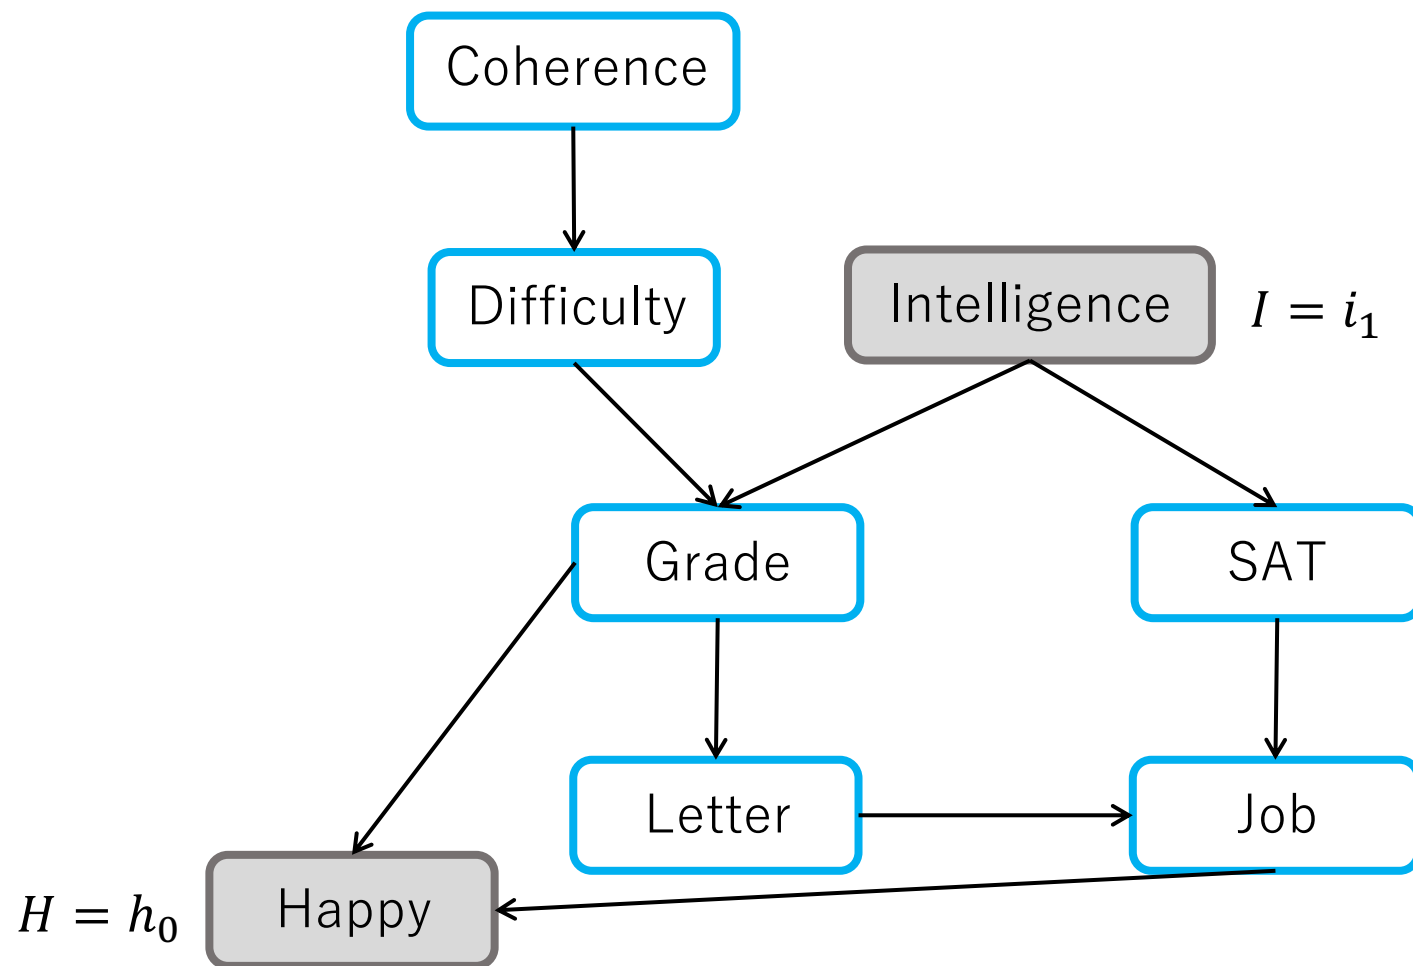 Coherence
Difficulty
Intelligence
I = i₁
Grade
SAT
Letter
Job
Happy
H = h₀